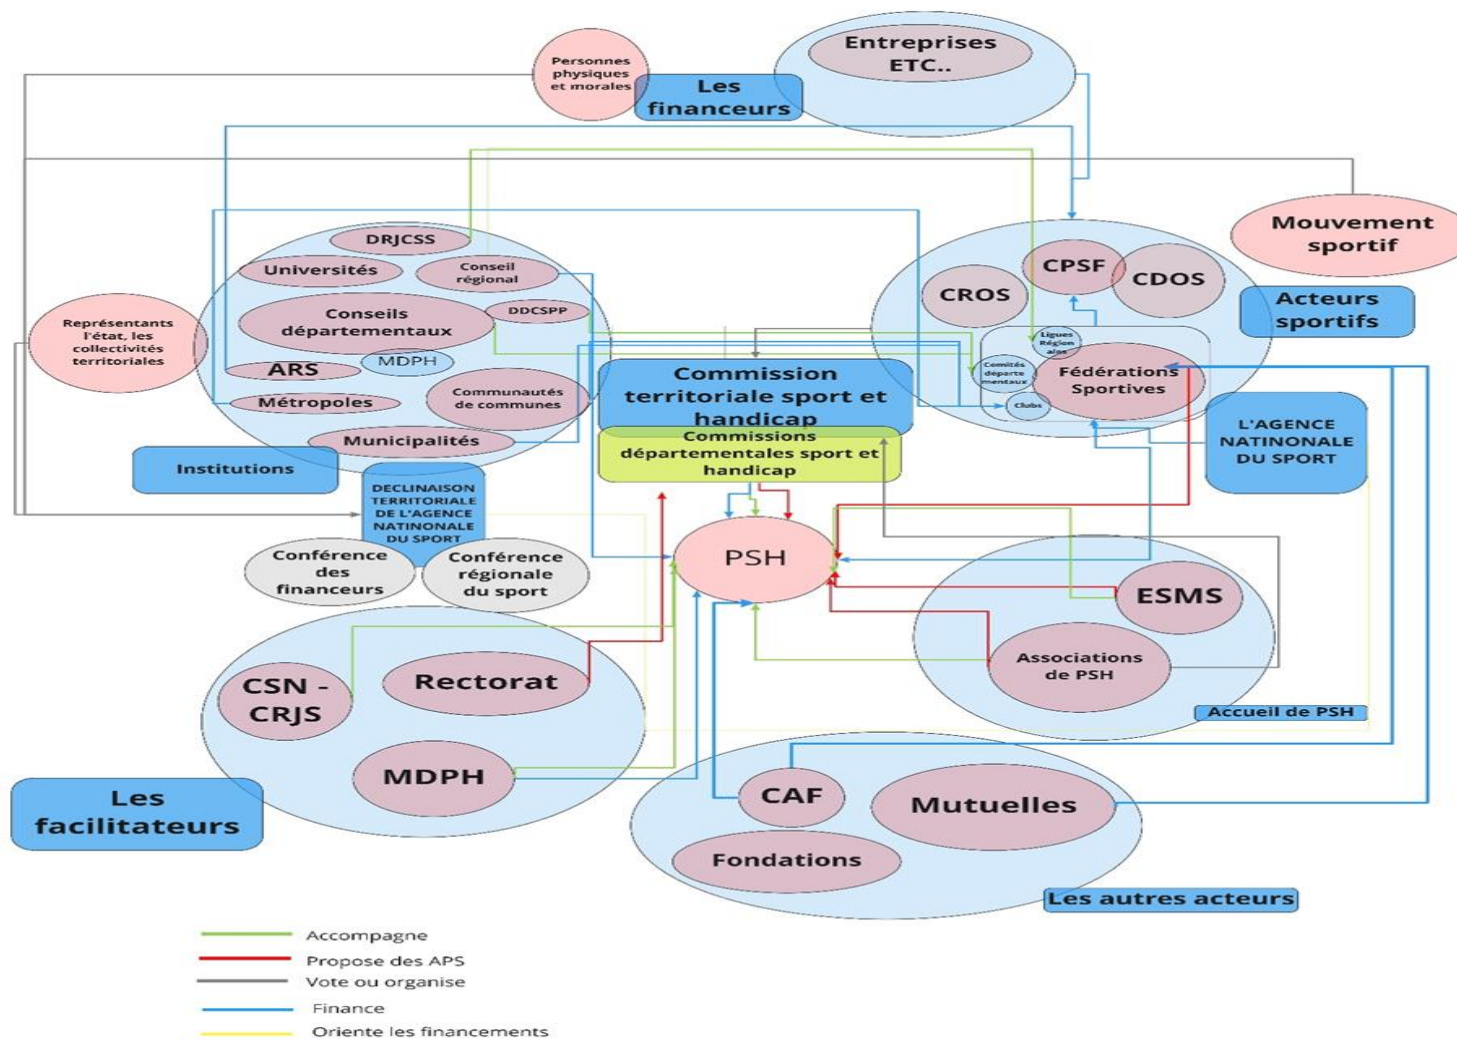 Personnes
physiques
et morales
Les
financeurs
Entreprises
ETC..
Mouvement
sportif
DRJCSS
Universités
Conseil
régional
Conseils
départementaux
DDCSPP
MDPH
ARS
Métropoles
Communautés
de communes
Municipalités
Institutions
Représentants
l'état, les
collectivités
territoriales
CROS
CPSF
CDOS
Ligues
Région
ales
Comités
départe
mentaux
Clubs
Fédérations
Sportives
Acteurs
sportifs
Commission
territoriale sport et
handicap
Commissions
départementales sport et
handicap
L'AGENCE
NATINONALE
DU SPORT
DECLINAISON
TERRITORIALE
DE L'AGENCE
NATINONALE
DU SPORT
Conférence
des
financeurs
Conférence
régionale
du sport
PSH
ESMS
Associations
de PSH
Accueil de PSH
CSN -
CRJS
Rectorat
MDPH
Les
facilitateurs
CAF
Mutuelles
Fondations
Les autres acteurs
Accompagne
Propose des APS
Vote ou organise
Finance
Oriente les financements